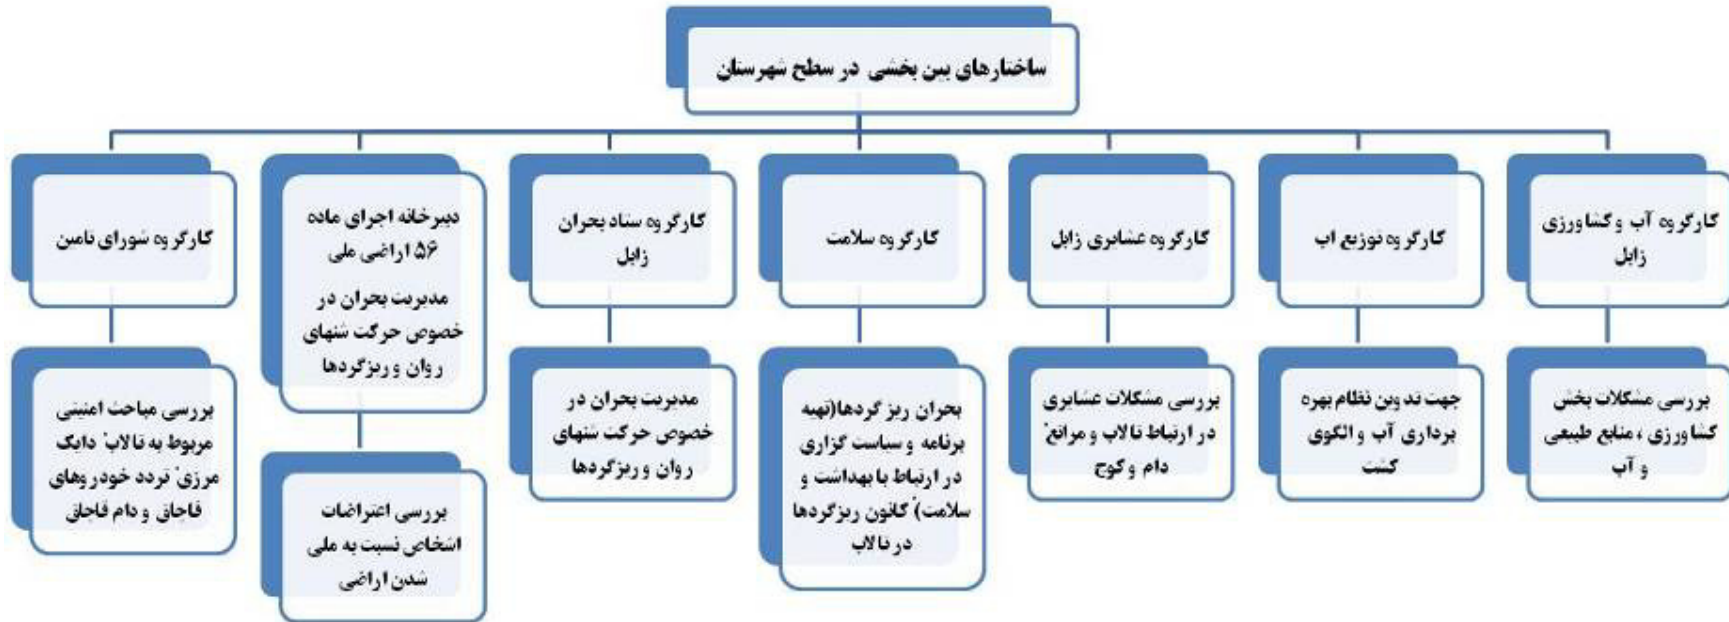 ساختارهای بین بخشی در سطح شهرستان
کارگروه آب و کشاورزی
زابل
کارگروه توزیع اب
کارگروه عشایری زابل
کارگروه سلامت
کارگروه ستاد بحران
زابل
دبیرخانه اجرای ماده
۵۶ اراضی ملی
مدیریت بحران در
خصوص حرکت شنهای
روان و ریزگردها
کارگروه شورای تامین
بررسی مشکلات بخش
کشاورزی ، منابع طبیعی
و آب
جهت تدوین نظام بهره
برداری آب و الگوی
کشت
بررسی مشکلات عشایری
در ارتباط تالاب و مراتع ُ
دام و کوچ
بحران ریز گردها(تهیه
برنامه و سیاست گزاری
در ارتباط با بهداشت و
سلامت)ُ کانون ریزگردها
در تالاب
مدیریت بحران در
خصوص حرکت شنهای
روان و ریزگردها
بررسی اعتراضات
اشخاص نسبت به ملی
شدن اراضی
بررسی مباحث امنیتی
مربوط به تالاب ُ دایک
مرزی ُ تردد خودروهای
قاچاق و دام قاچاق